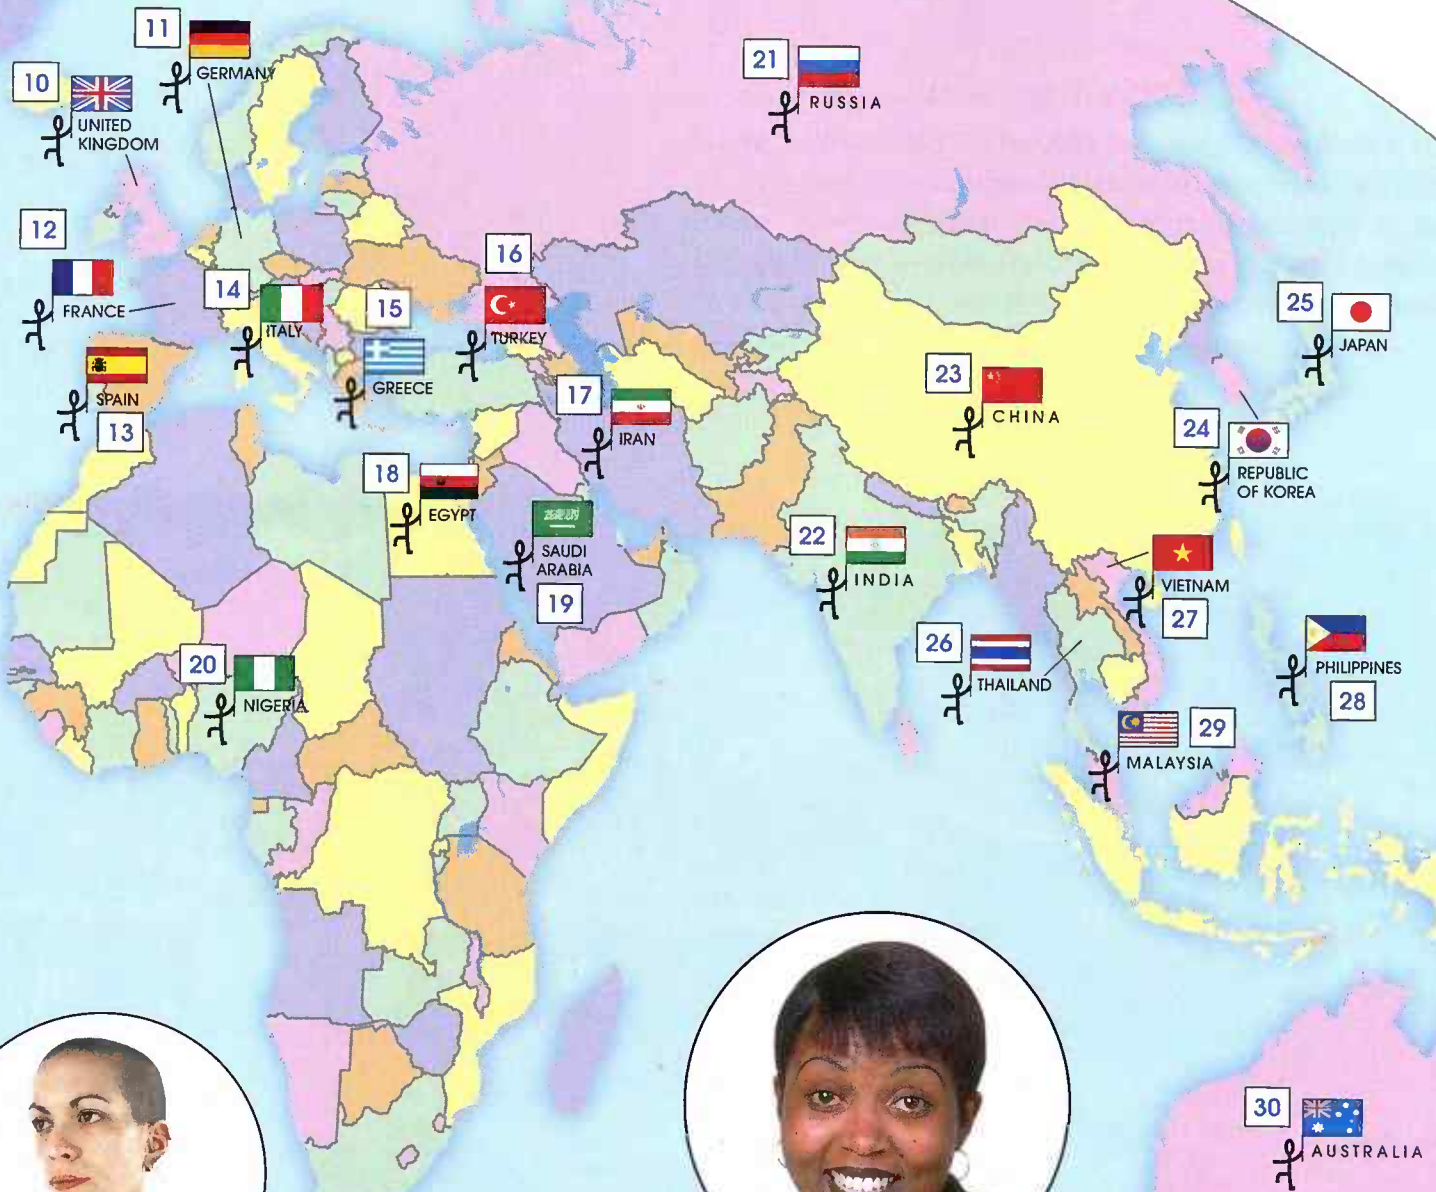 11
GERMANY
10
UNITED
KINGDOM
12
FRANCE
14
ITALY
15
GREECE
16
TURKEY
SPAIN
13
17
IRAN
18
EGYPT
SAUDI
ARABIA
19
20
NIGERIA
21
RUSSIA
22
INDIA
23
CHINA
24
REPUBLIC
OF KOREA
25
JAPAN
26
THAILAND
VIETNAM
27
PHILIPPINES
28
29
MALAYSIA
30
AUSTRALIA